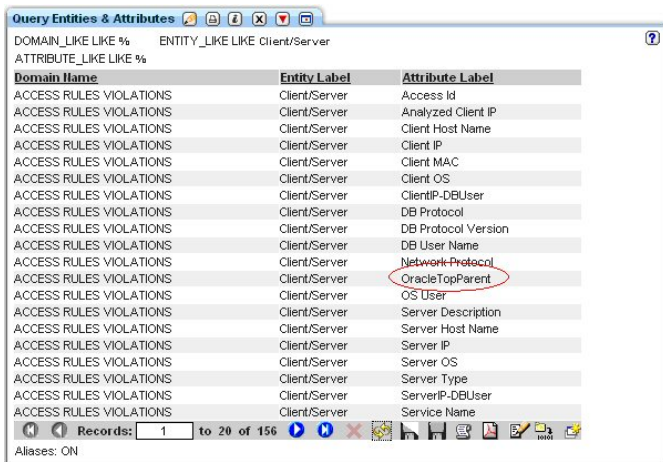 Query Entities & Attributes
DOMAIN_LIKE LIKE % ENTITY_LIKE LIKE Client/Server
ATTRIBUTE_LIKE LIKE %
Domain Name Entity Label Attribute Label
ACCESS RULES VIOLATIONS Client/Server Access Id
ACCESS RULES VIOLATIONS Client/Server Analyzed Client IP
ACCESS RULES VIOLATIONS Client/Server Client Host Name
ACCESS RULES VIOLATIONS Client/Server Client IP
ACCESS RULES VIOLATIONS Client/Server Client MAC
ACCESS RULES VIOLATIONS Client/Server Client OS
ACCESS RULES VIOLATIONS Client/Server ClientIP-DBUser
ACCESS RULES VIOLATIONS Client/Server DB Protocol
ACCESS RULES VIOLATIONS Client/Server DB Protocol Version
ACCESS RULES VIOLATIONS Client/Server DB User Name
ACCESS RULES VIOLATIONS Client/Server Network Protocol
ACCESS RULES VIOLATIONS Client/Server OracleTopParent
ACCESS RULES VIOLATIONS Client/Server OS User
ACCESS RULES VIOLATIONS Client/Server Server Description
ACCESS RULES VIOLATIONS Client/Server Server Host Name
ACCESS RULES VIOLATIONS Client/Server Server IP
ACCESS RULES VIOLATIONS Client/Server Server OS
ACCESS RULES VIOLATIONS Client/Server Server Type
ACCESS RULES VIOLATIONS Client/Server ServerIP-DBUser
ACCESS RULES VIOLATIONS Client/Server Service Name
Records: 1 to 20 of 156
Aliases: ON